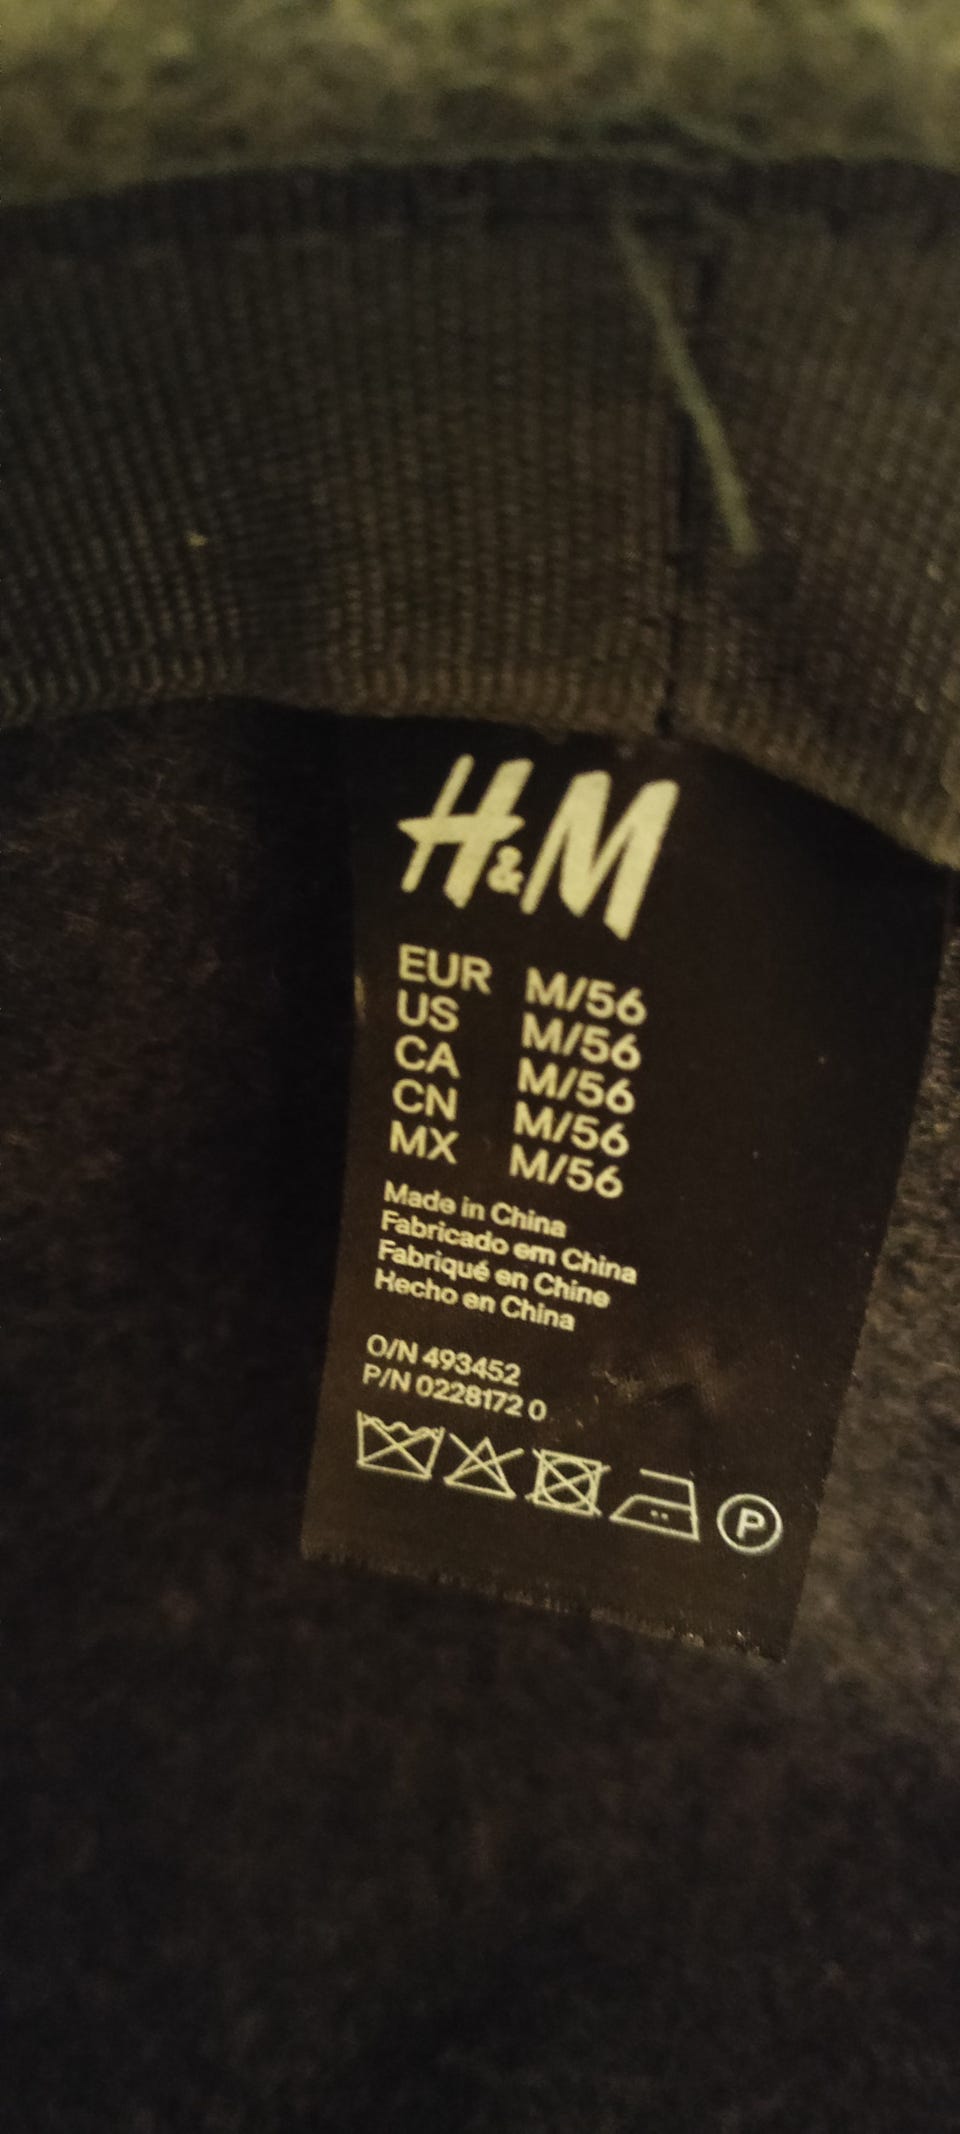 H&M
EUR M/56
US M/56
CA M/56
CN M/56
MX M/56
Made in China
Fabricado em China
Fabriqué en Chine
Hecho en China
O/N 493452
P/N 0228172 0
P